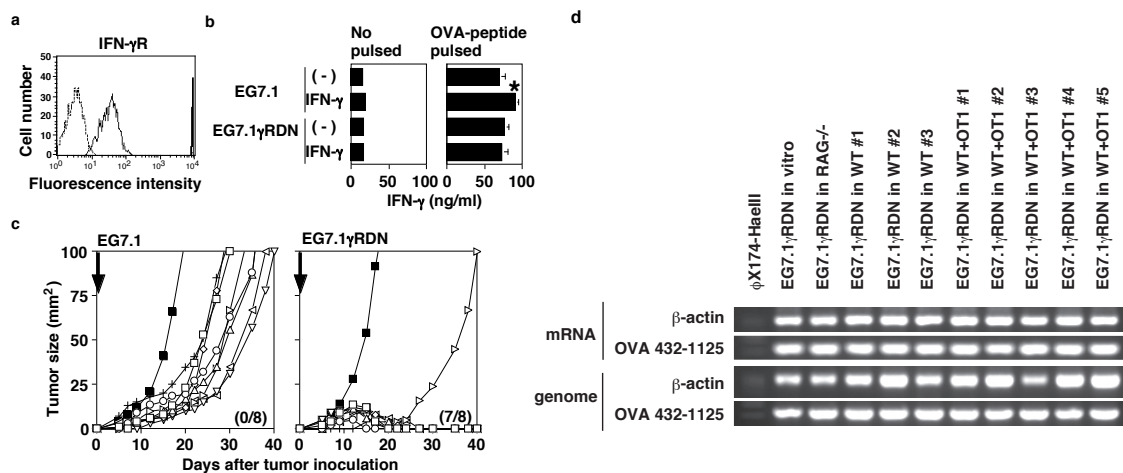 a
IFN-γR
Cell number
50
40
30
20
10
0
10⁰ 10¹ 10² 10³ 10⁴
Fluorescence intensity
b
No pulsed
OVA-peptide pulsed
EG7.1
(-)
IFN-γ
EG7.1γRDN
(-)
IFN-γ
*
0 50 100
0 50 100
IFN-γ (ng/ml)
c
EG7.1
EG7.1γRDN
Tumor size (mm²)
100
75
50
25
0
(0/8)
(7/8)
0 10 20 30 40
0 10 20 30 40
Days after tumor inoculation
d
φX174-HaeIII
EG7.1γRDN in vitro
EG7.1γRDN in RAG-/-
EG7.1γRDN in WT #1
EG7.1γRDN in WT #2
EG7.1γRDN in WT #3
EG7.1γRDN in WT+OT1 #1
EG7.1γRDN in WT+OT1 #2
EG7.1γRDN in WT+OT1 #3
EG7.1γRDN in WT+OT1 #4
EG7.1γRDN in WT+OT1 #5
mRNA
β-actin
OVA 432-1125
genome
β-actin
OVA 432-1125